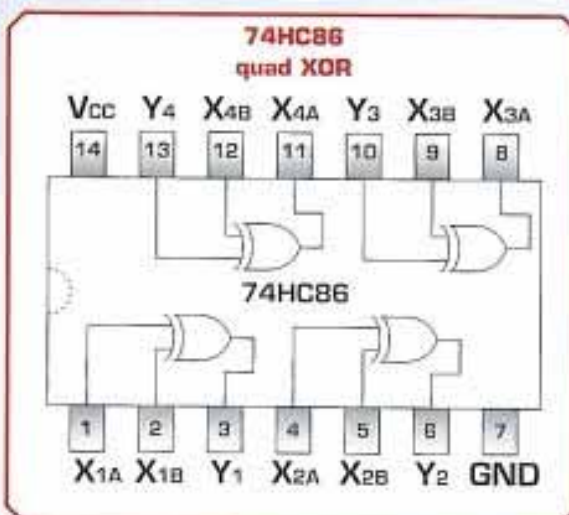 74HC86
quad XOR
VCC Y4 X4B X4A Y3 X3B X3A
14 13 12 11 10 9 8
74HC86
1 2 3 4 5 6 7
X1A X1B Y1 X2A X2B Y2 GND